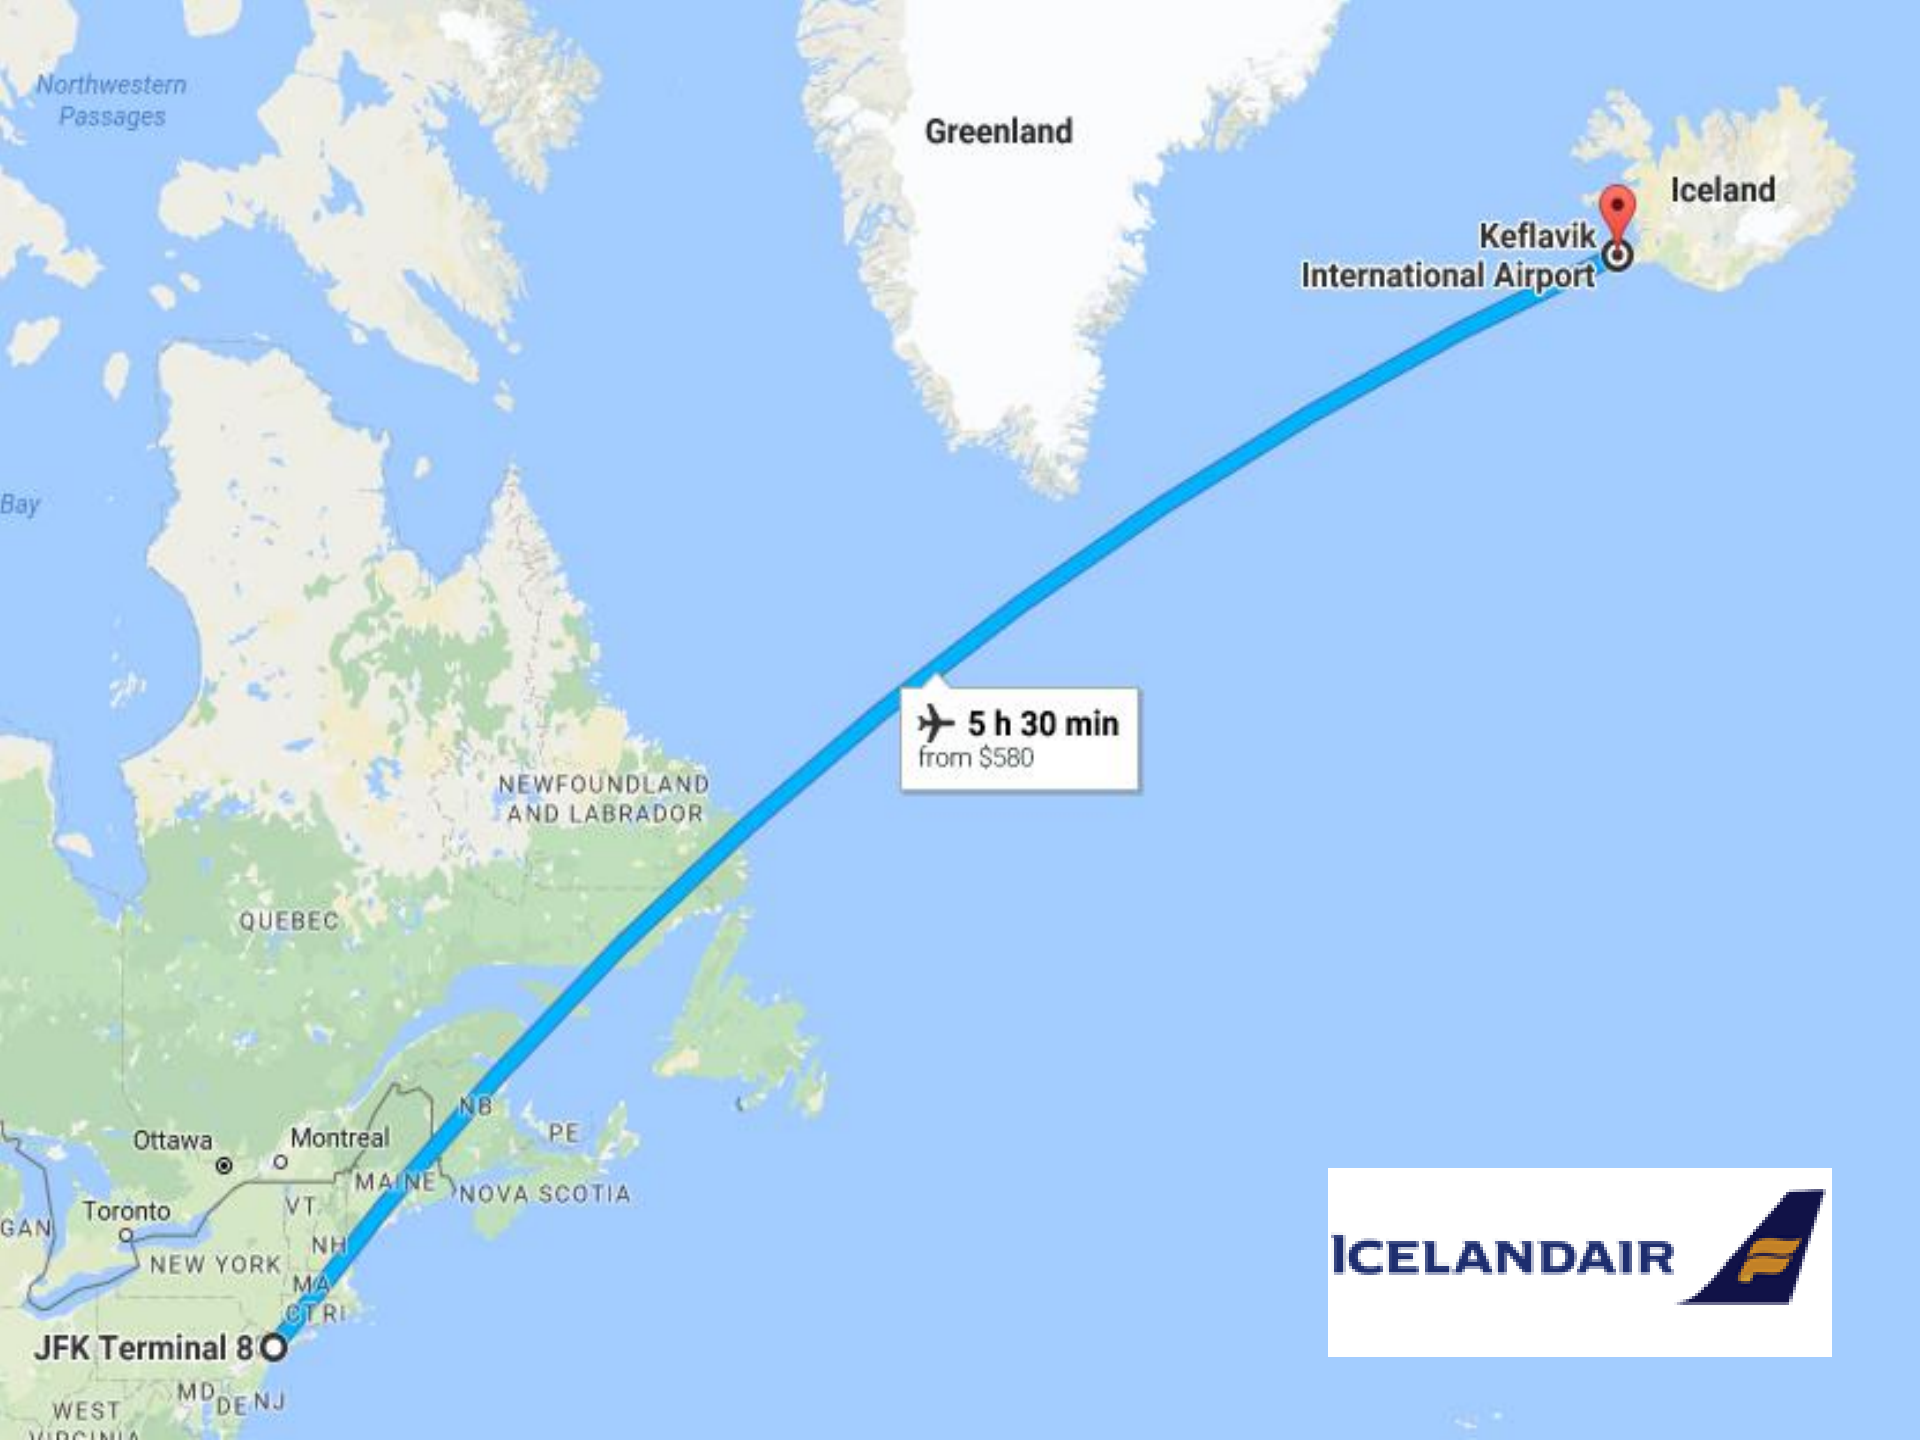 Northwestern
Passages
Greenland
Iceland
Keflavik
International Airport
Bay
5 h 30 min
from $580
NEWFOUNDLAND
AND LABRADOR
QUEBEC
NB
Ottawa
Montreal
PE
MAINE
NOVA SCOTIA
VT
Toronto
GAN
NH
NEW YORK
MA
CT RI
JFK Terminal 8
MD
DE NJ
WEST
VIRGINIA
ICELANDAIR